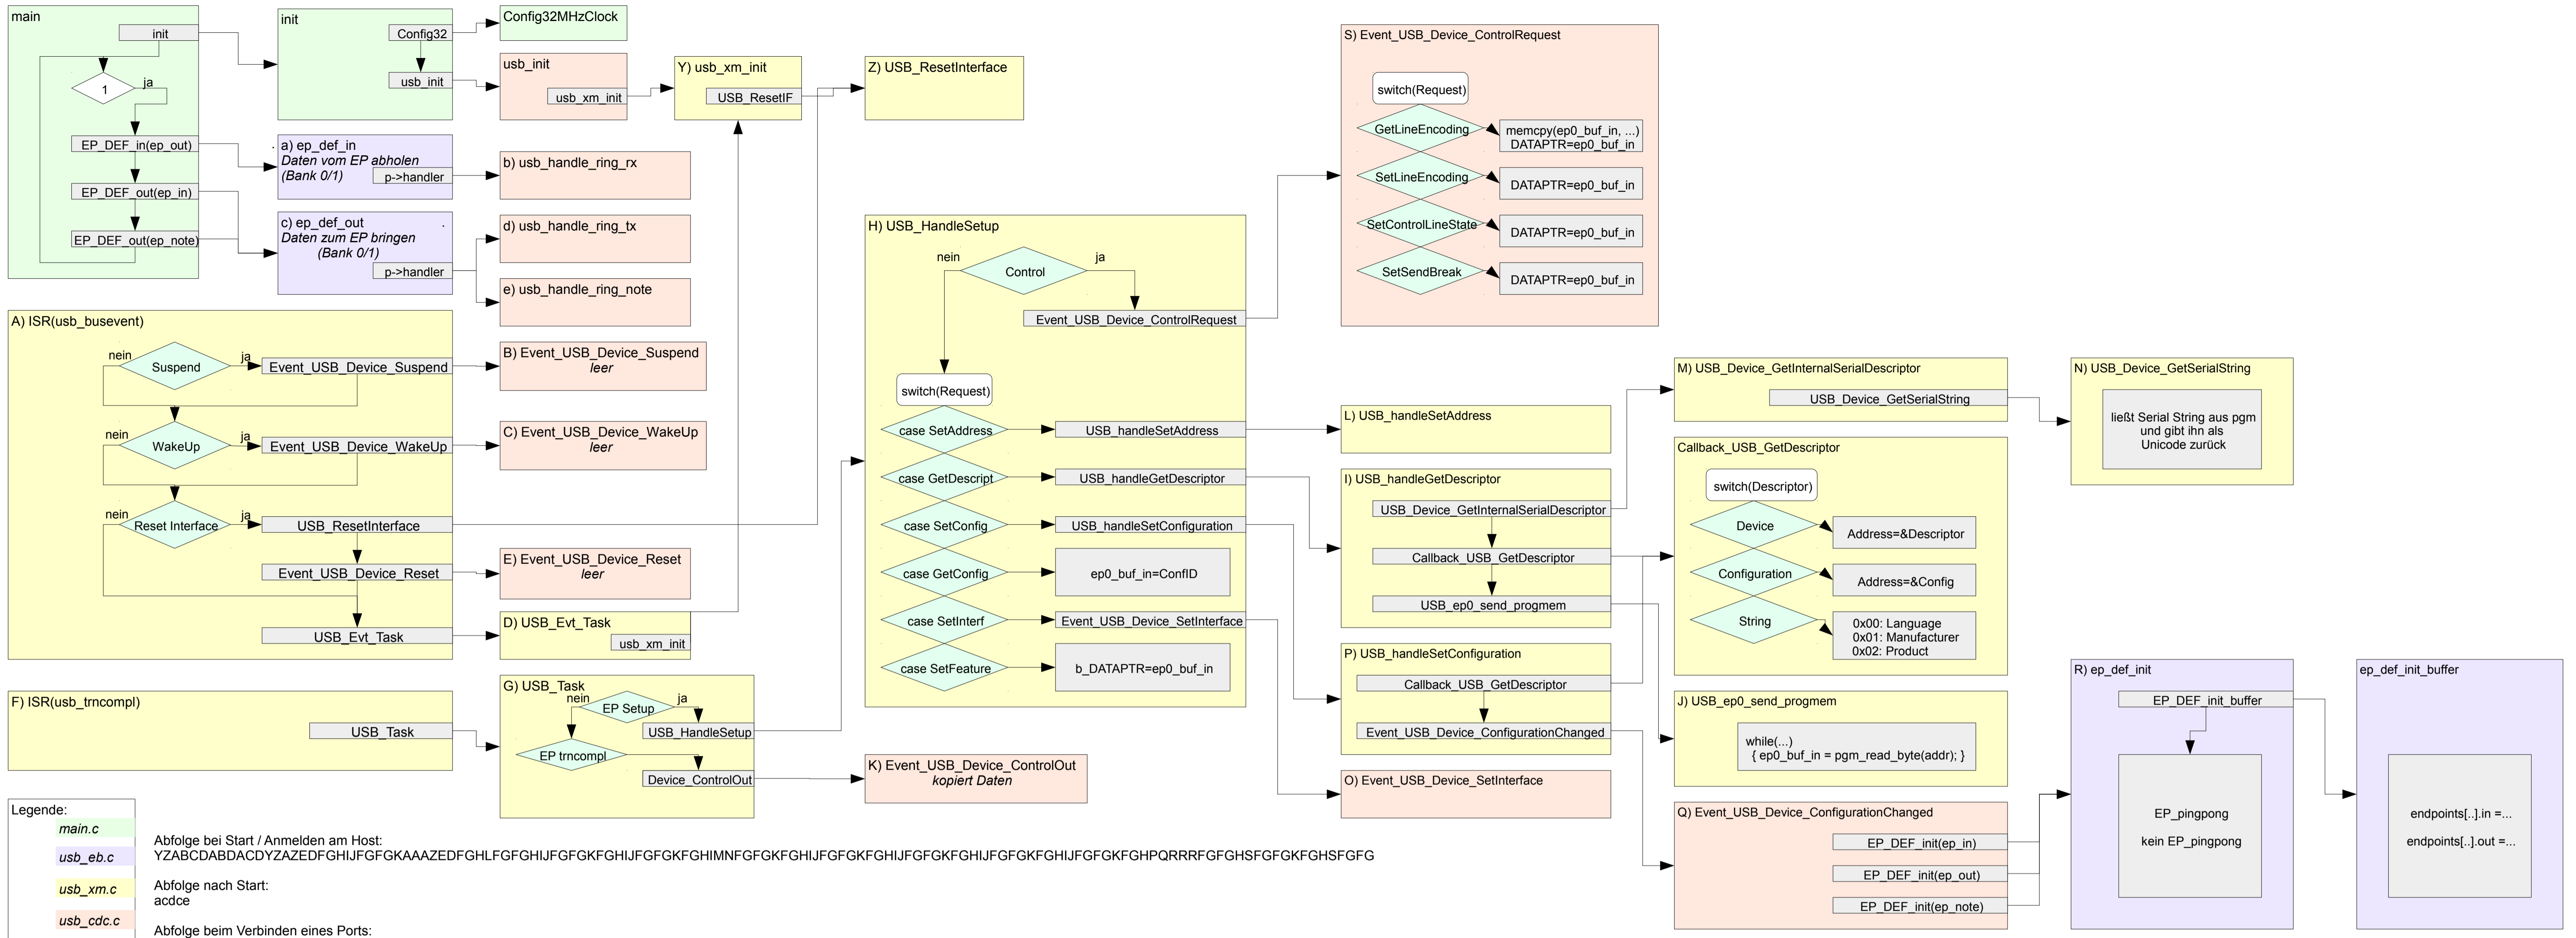 main
init
ja
1
EP_DEF_in(ep_out)
EP_DEF_out(ep_in)
EP_DEF_out(ep_note)
init
Config32
usb_init
Config32MHzClock
usb_init
usb_xm_init
Y) usb_xm_init
USB_ResetIF
Z) USB_ResetInterface
a) ep_def_in
Daten vom EP abholen
(Bank 0/1)
p->handler
b) usb_handle_ring_rx
c) ep_def_out
Daten zum EP bringen
(Bank 0/1)
p->handler
d) usb_handle_ring_tx
e) usb_handle_ring_note
A) ISR(usb_busevent)
nein
Suspend
ja
Event_USB_Device_Suspend
nein
WakeUp
ja
Event_USB_Device_WakeUp
nein
Reset Interface
ja
USB_ResetInterface
Event_USB_Device_Reset
USB_Evt_Task
B) Event_USB_Device_Suspend
leer
C) Event_USB_Device_WakeUp
leer
E) Event_USB_Device_Reset
leer
D) USB_Evt_Task
usb_xm_init
F) ISR(usb_trncompl)
USB_Task
G) USB_Task
nein
ja
EP Setup
USB_HandleSetup
EP trncompl
Device_ControlOut
K) Event_USB_Device_ControlOut
kopiert Daten
H) USB_HandleSetup
nein
Control
ja
Event_USB_Device_ControlRequest
switch(Request)
case SetAddress
USB_handleSetAddress
case GetDescript
USB_handleGetDescriptor
case SetConfig
USB_handleSetConfiguration
case GetConfig
ep0_buf_in=ConfID
case SetInterf
Event_USB_Device_SetInterface
case SetFeature
b_DATAPTR=ep0_buf_in
S) Event_USB_Device_ControlRequest
switch(Request)
GetLineEncoding
memcpy(ep0_buf_in, ...)
DATAPTR=ep0_buf_in
SetLineEncoding
DATAPTR=ep0_buf_in
SetControlLineState
DATAPTR=ep0_buf_in
SetSendBreak
DATAPTR=ep0_buf_in
L) USB_handleSetAddress
I) USB_handleGetDescriptor
USB_Device_GetInternalSerialDescriptor
Callback_USB_GetDescriptor
USB_ep0_send_progmem
P) USB_handleSetConfiguration
Callback_USB_GetDescriptor
Event_USB_Device_ConfigurationChanged
O) Event_USB_Device_SetInterface
M) USB_Device_GetInternalSerialDescriptor
USB_Device_GetSerialString
N) USB_Device_GetSerialString
ließt Serial String aus pgm
und gibt ihn als
Unicode zurück
Callback_USB_GetDescriptor
switch(Descriptor)
Device
Address=&Descriptor
Configuration
Address=&Config
String
0x00: Language
0x01: Manufacturer
0x02: Product
J) USB_ep0_send_progmem
while(...)
{ ep0_buf_in = pgm_read_byte(addr); }
Q) Event_USB_Device_ConfigurationChanged
EP_DEF_init(ep_in)
EP_DEF_init(ep_out)
EP_DEF_init(ep_note)
R) ep_def_init
EP_DEF_init_buffer
EP_pingpong
kein EP_pingpong
ep_def_init_buffer
endpoints[..].in =...
endpoints[..].out =...
Legende:
main.c
usb_eb.c
usb_xm.c
usb_cdc.c
Abfolge bei Start / Anmelden am Host:
YZABCDABDACDYZAZEDFGHIJFGFGKAAAZEDFGHLFGFGHIJFGFGKFGHIJFGFGKFGHIMNFGFGKFGHIJFGFGKFGHIJFGFGKFGHIJFGFGKFGHIJFGFGKFGHPQRRRFGFGHSFGFGKFGHSFGFG
Abfolge nach Start:
acdce
Abfolge beim Verbinden eines Ports: